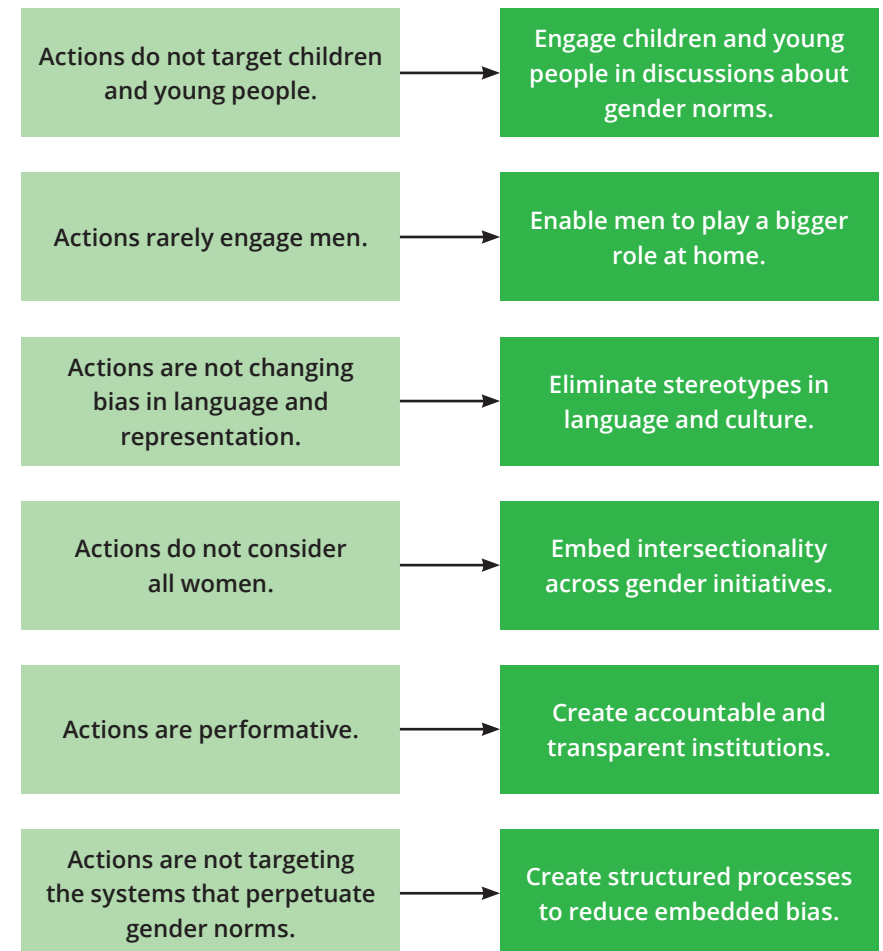 Actions do not target children
and young people.
Engage children and young
people in discussions about
gender norms.
Actions rarely engage men.
Enable men to play a bigger
role at home.
Actions are not changing
bias in language and
representation.
Eliminate stereotypes in
language and culture.
Actions do not consider
all women.
Embed intersectionality
across gender initiatives.
Actions are performative.
Create accountable and
transparent institutions.
Actions are not targeting
the systems that perpetuate
gender norms.
Create structured processes
to reduce embedded bias.